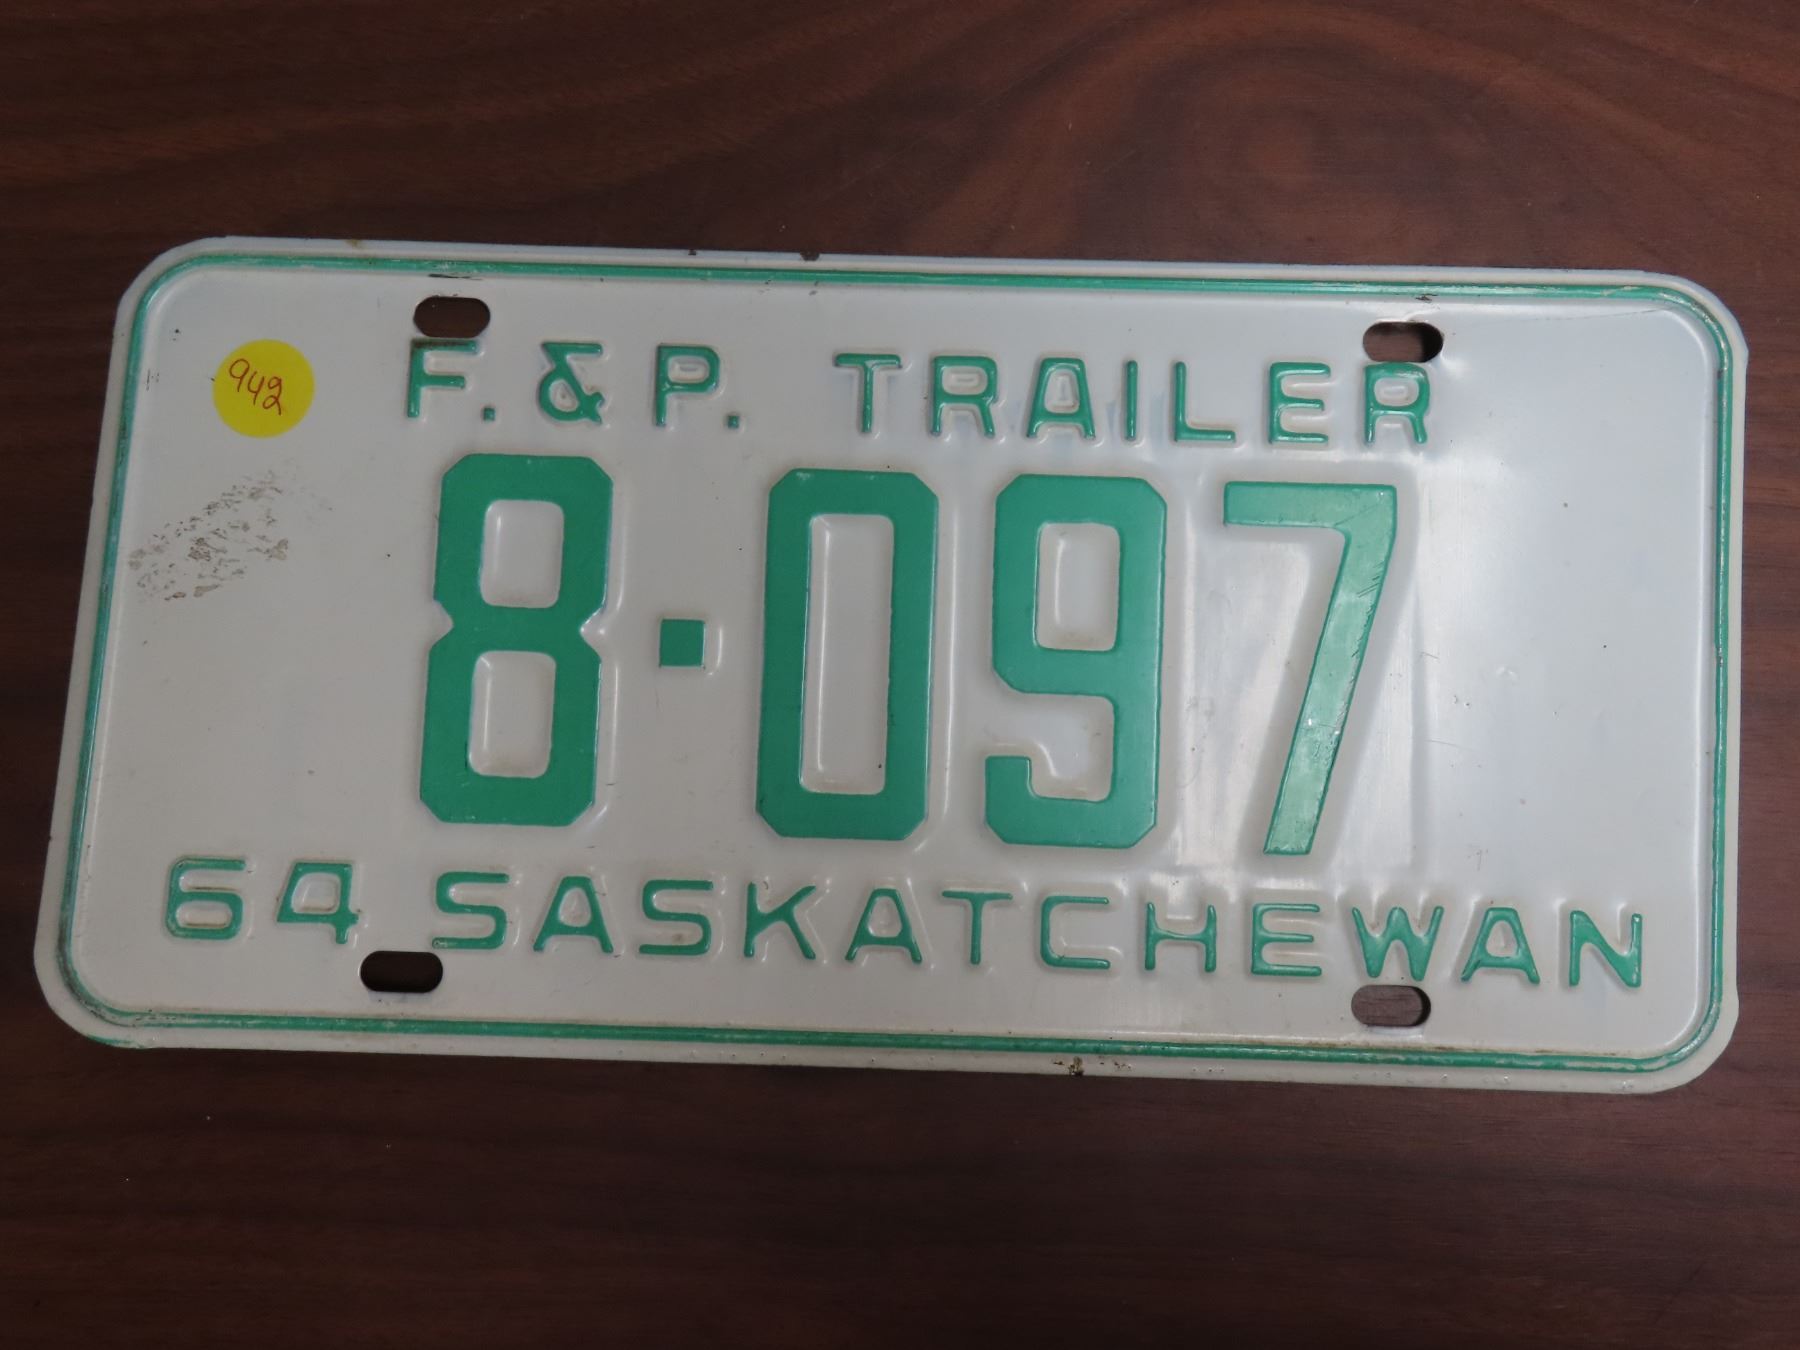 942
F. & P. TRAILER
8·097
64 SASKATCHEWAN